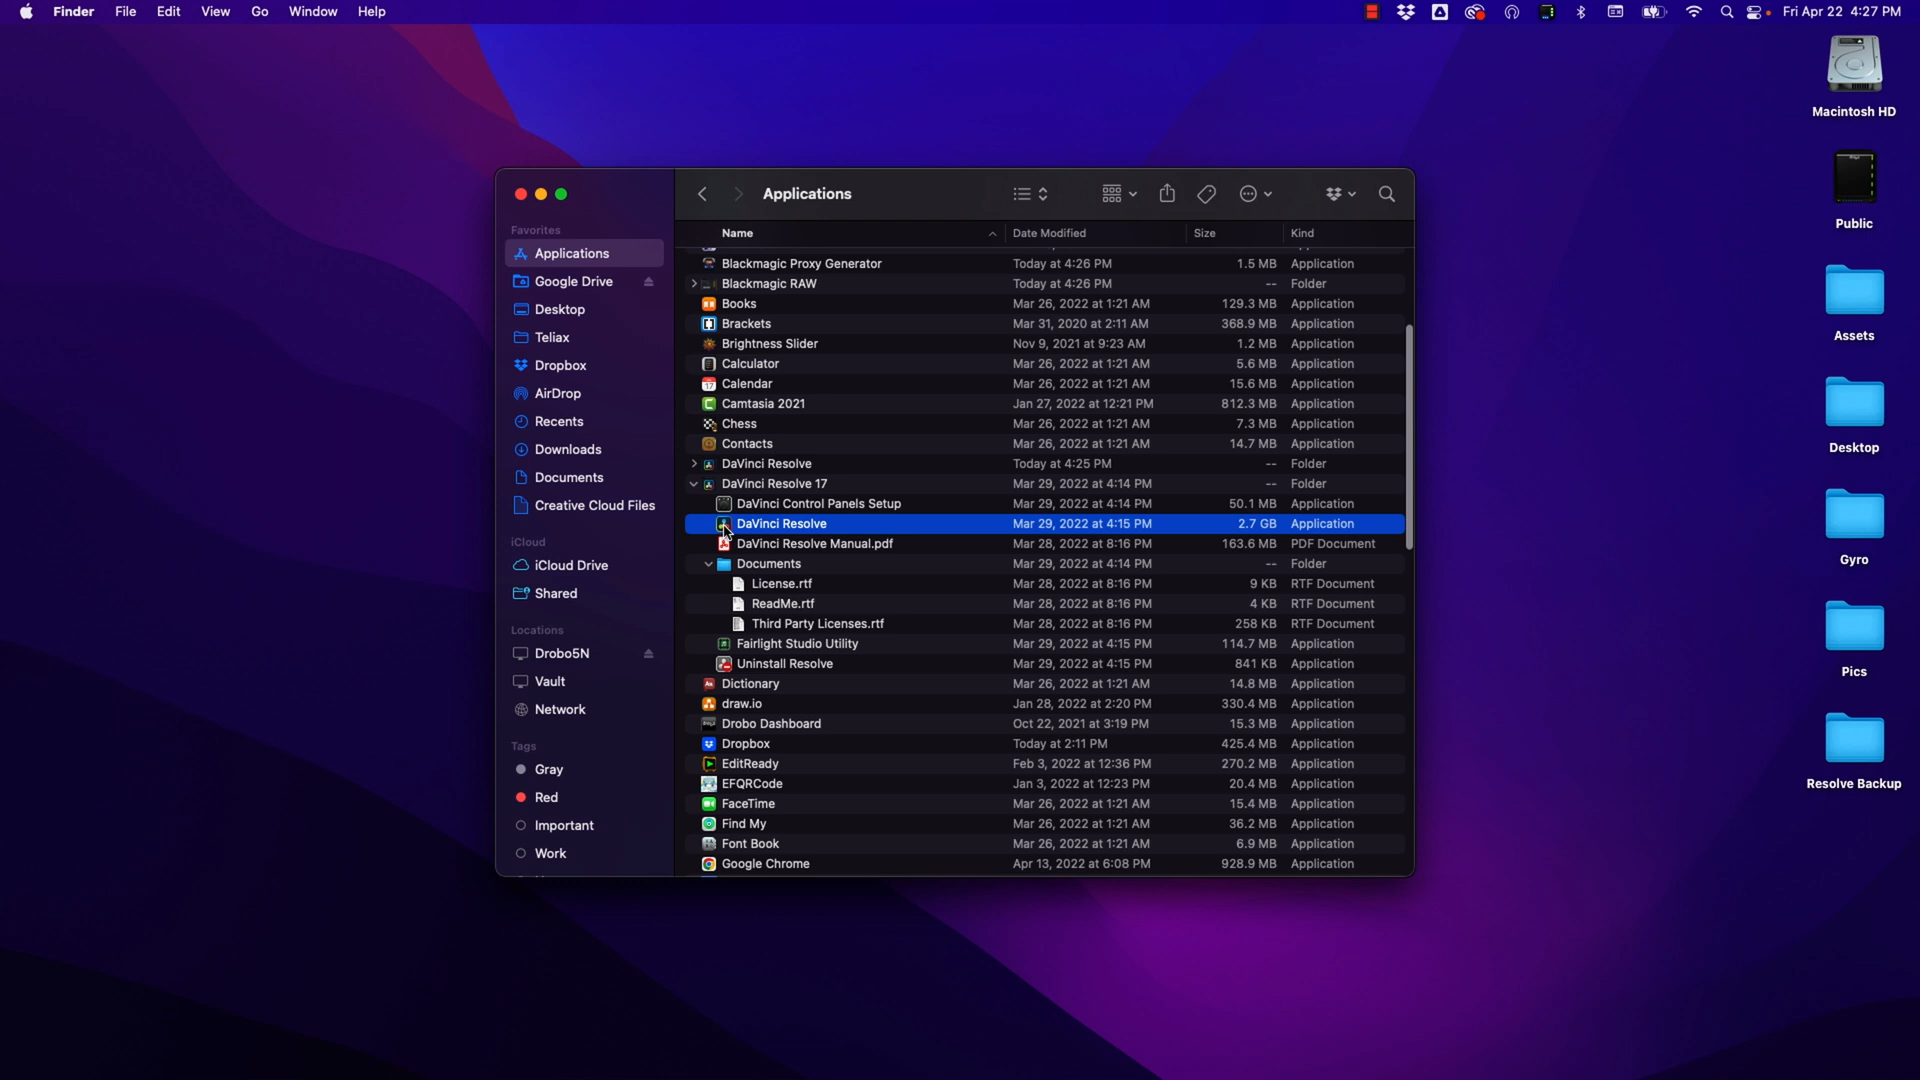 Finder File Edit View Go Window Help Fri Apr 22 4:27 PM
Macintosh HD
Public
Assets
Desktop
Gyro
Pics
Resolve Backup
Favorites
Applications
Google Drive
Desktop
Teliax
Dropbox
AirDrop
Recents
Downloads
Documents
Creative Cloud Files
iCloud
iCloud Drive
Shared
Locations
Drobo5N
Vault
Network
Tags
Gray
Red
Important
Work
Applications
Name Date Modified Size Kind
Blackmagic Proxy Generator Today at 4:26 PM 1.5 MB Application
Blackmagic RAW Today at 4:26 PM -- Folder
Books Mar 26, 2022 at 1:21 AM 129.3 MB Application
Brackets Mar 31, 2020 at 2:11 AM 368.9 MB Application
Brightness Slider Nov 9, 2021 at 9:23 AM 1.2 MB Application
Calculator Mar 26, 2022 at 1:21 AM 5.6 MB Application
Calendar Mar 26, 2022 at 1:21 AM 15.6 MB Application
Camtasia 2021 Jan 27, 2022 at 12:21 PM 812.3 MB Application
Chess Mar 26, 2022 at 1:21 AM 7.3 MB Application
Contacts Mar 26, 2022 at 1:21 AM 14.7 MB Application
DaVinci Resolve Today at 4:25 PM -- Folder
DaVinci Resolve 17 Mar 29, 2022 at 4:14 PM -- Folder
DaVinci Control Panels Setup Mar 29, 2022 at 4:14 PM 50.1 MB Application
DaVinci Resolve Mar 29, 2022 at 4:15 PM 2.7 GB Application
DaVinci Resolve Manual.pdf Mar 28, 2022 at 8:16 PM 163.6 MB PDF Document
Documents Mar 29, 2022 at 4:14 PM -- Folder
License.rtf Mar 28, 2022 at 8:16 PM 9 KB RTF Document
ReadMe.rtf Mar 28, 2022 at 8:16 PM 4 KB RTF Document
Third Party Licenses.rtf Mar 28, 2022 at 8:16 PM 258 KB RTF Document
Fairlight Studio Utility Mar 29, 2022 at 4:15 PM 114.7 MB Application
Uninstall Resolve Mar 29, 2022 at 4:15 PM 841 KB Application
Dictionary Mar 26, 2022 at 1:21 AM 14.8 MB Application
draw.io Jan 28, 2022 at 2:20 PM 330.4 MB Application
Drobo Dashboard Oct 22, 2021 at 3:19 PM 15.3 MB Application
Dropbox Today at 2:11 PM 425.4 MB Application
EditReady Feb 3, 2022 at 12:36 PM 270.2 MB Application
EFQRCode Jan 3, 2022 at 12:23 PM 20.4 MB Application
FaceTime Mar 26, 2022 at 1:21 AM 15.4 MB Application
Find My Mar 26, 2022 at 1:21 AM 36.2 MB Application
Font Book Mar 26, 2022 at 1:21 AM 6.9 MB Application
Google Chrome Apr 13, 2022 at 6:08 PM 928.9 MB Application